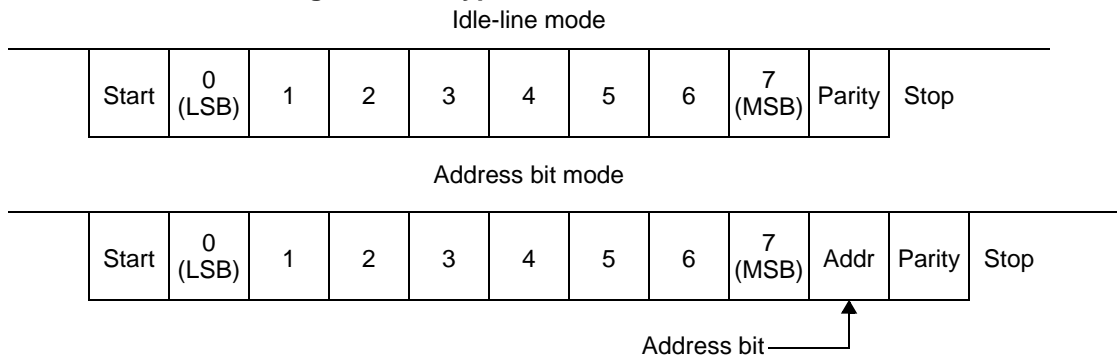 Idle-line mode
Start 0 (LSB) 1 2 3 4 5 6 7 (MSB) Parity Stop
Address bit mode
Start 0 (LSB) 1 2 3 4 5 6 7 (MSB) Addr Parity Stop
Address bit